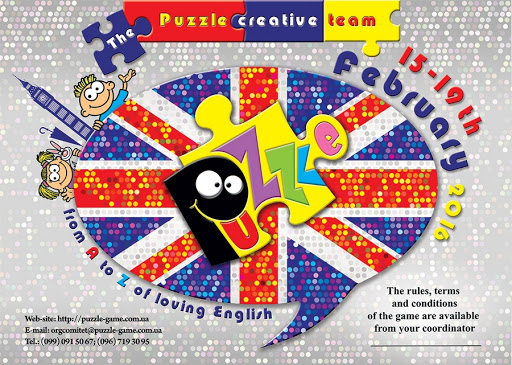 The Puzzle creative team
15-19th
February 2016
Puzzle
from A to Z of loving English
The rules, terms
and conditions
of the game are available
from your coordinator
Web-site: http://puzzle-game.com.ua
E-mail: orgcomitet@puzzle-game.com.ua
Tel.: (099) 091 50 67; (096) 719 30 95